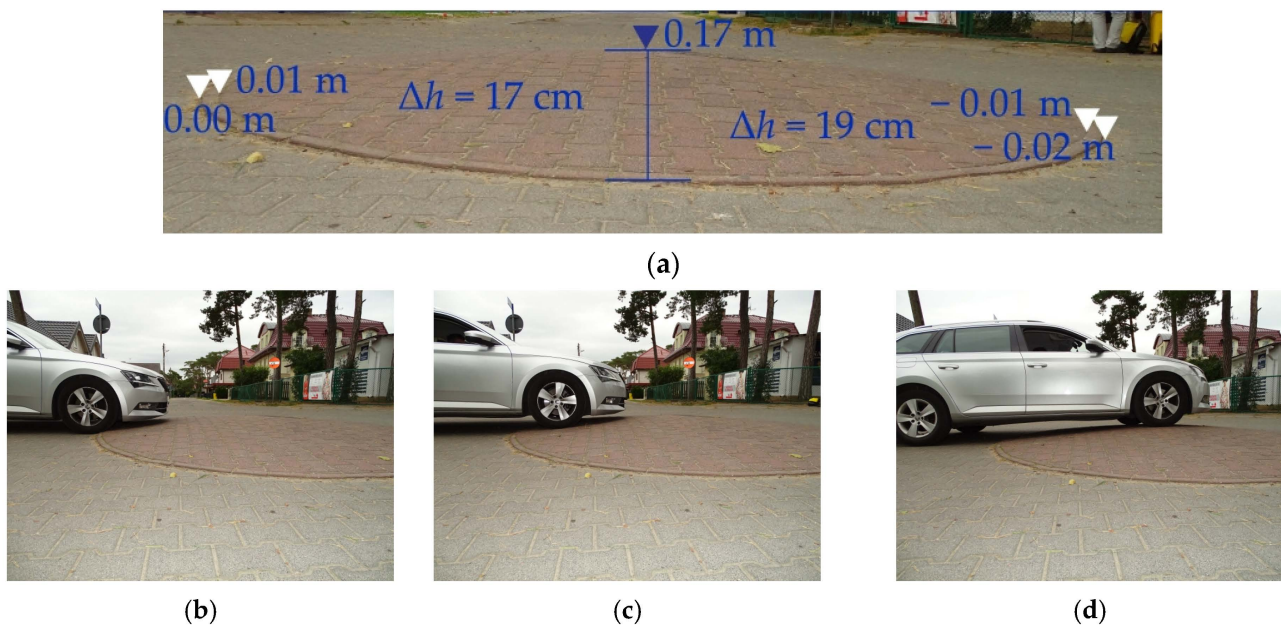 0.17 m
0.01 m
0.00 m
Δh = 17 cm
Δh = 19 cm
− 0.01 m
− 0.02 m
(a)
(b)
(c)
(d)